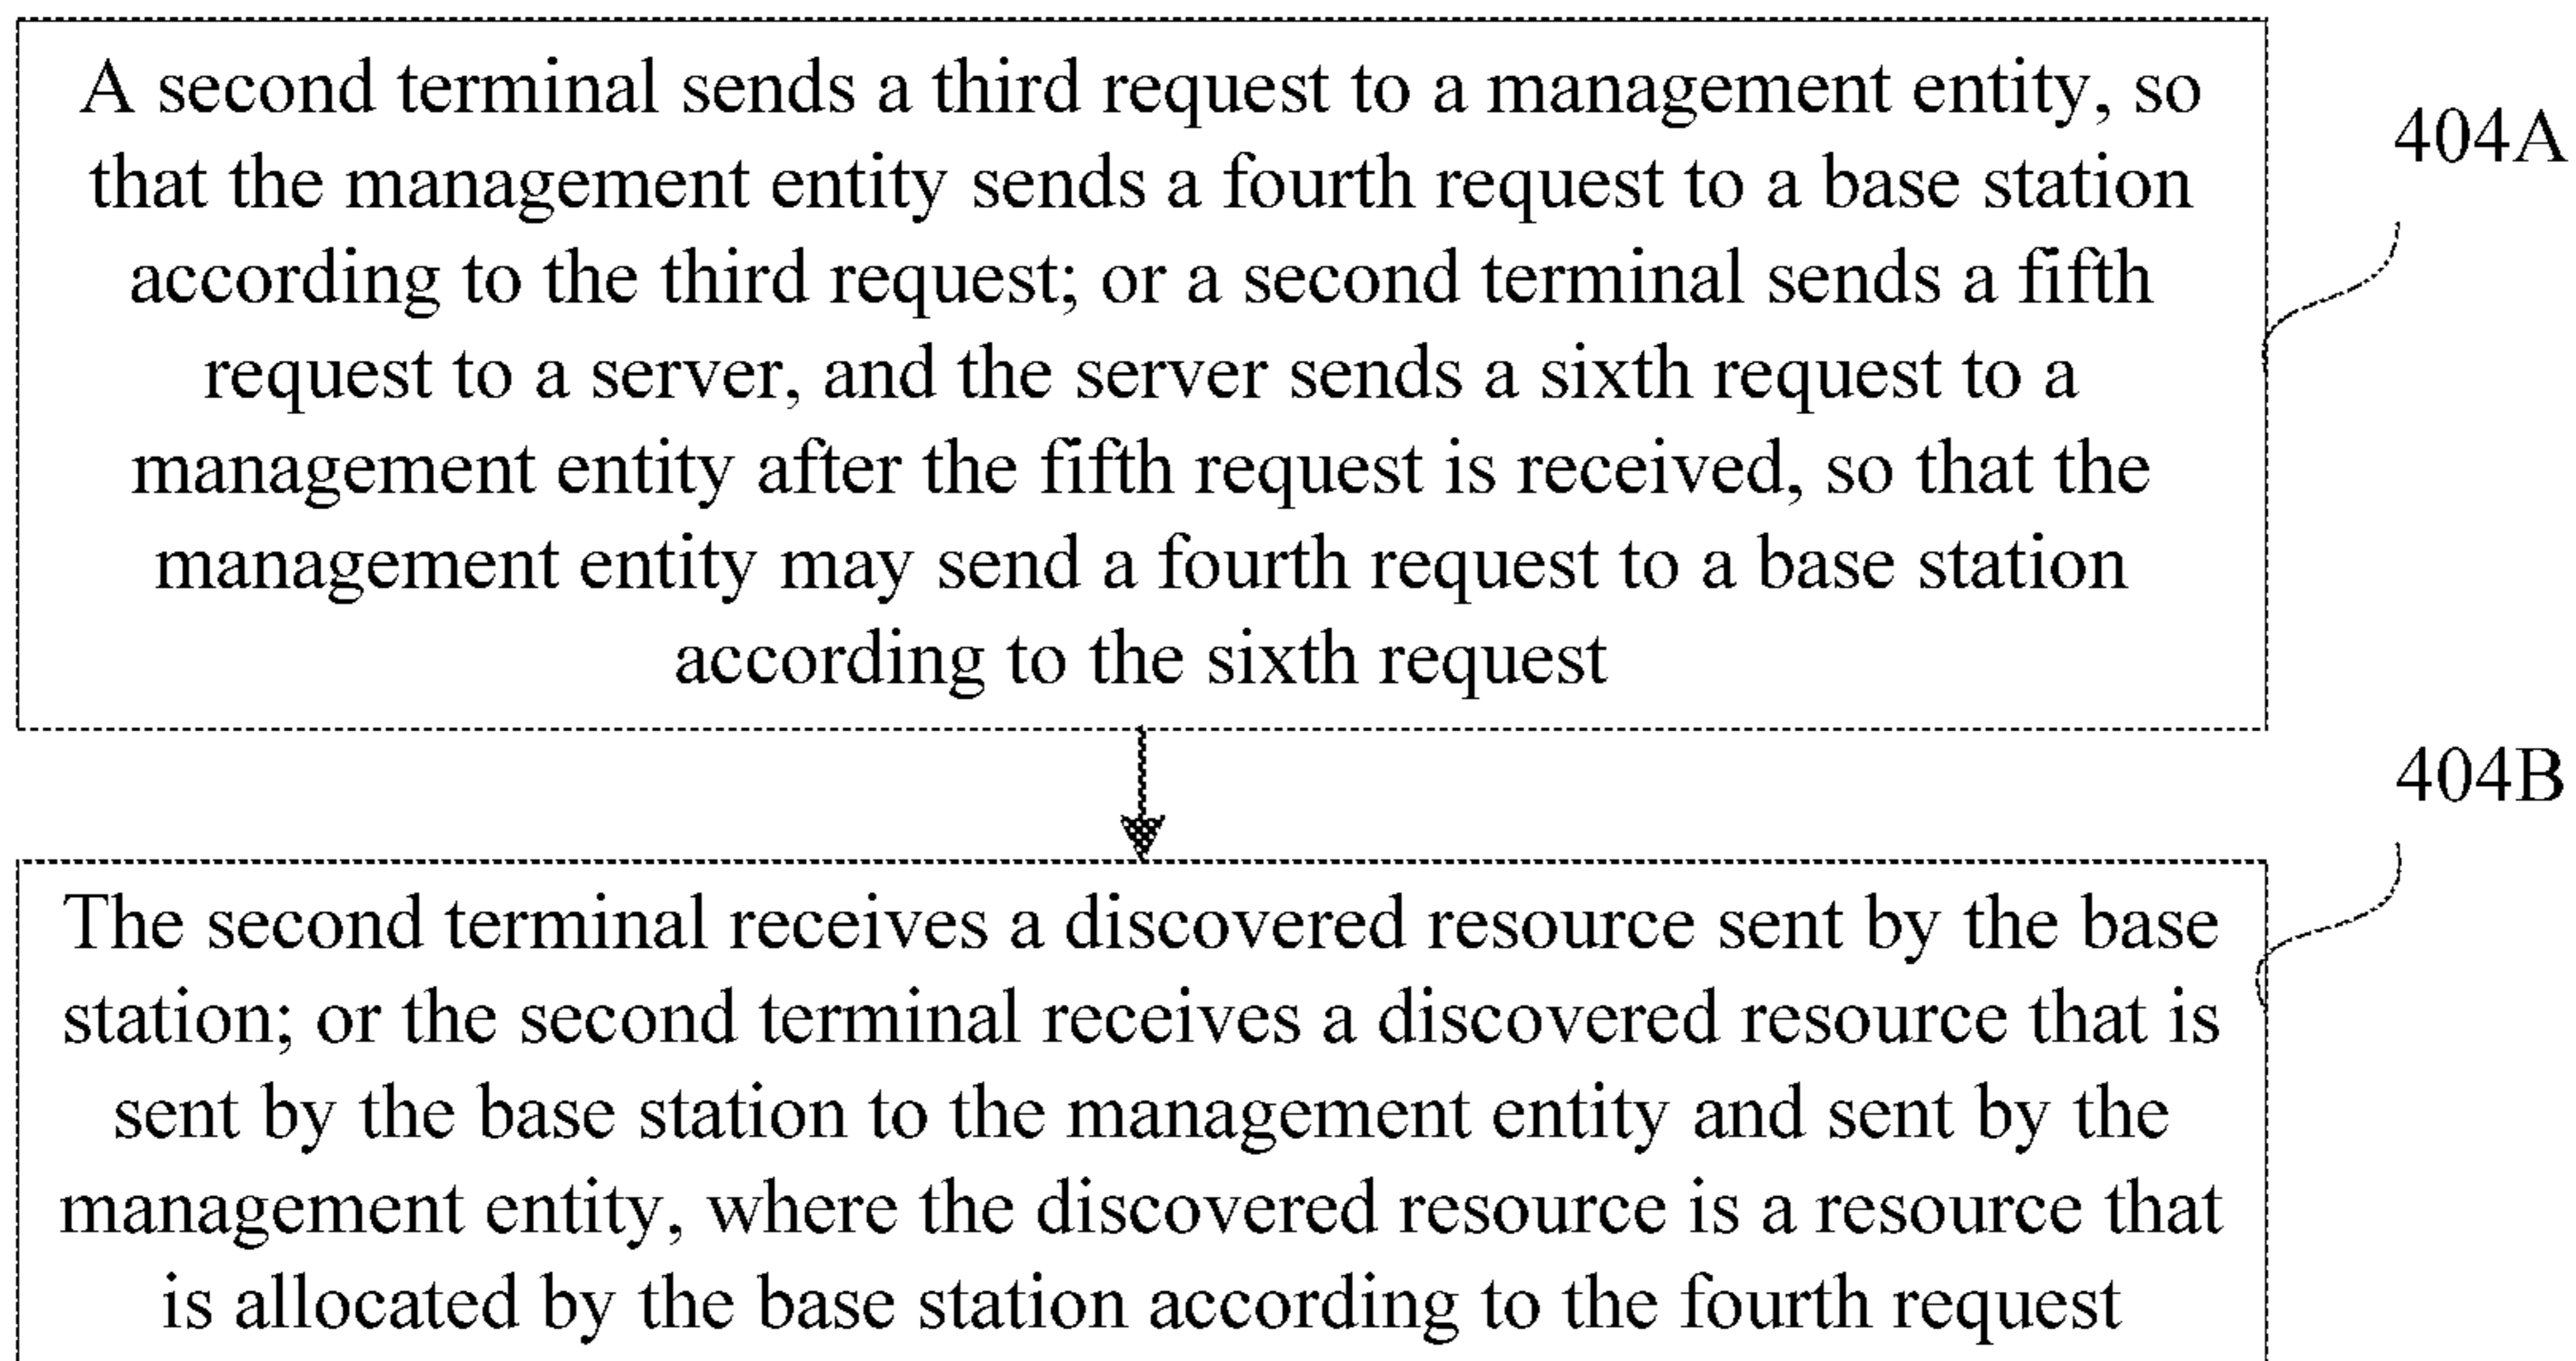 A second terminal sends a third request to a management entity, so
that the management entity sends a fourth request to a base station
according to the third request; or a second terminal sends a fifth
request to a server, and the server sends a sixth request to a
management entity after the fifth request is received, so that the
management entity may send a fourth request to a base station
according to the sixth request
404A
404B
The second terminal receives a discovered resource sent by the base
station; or the second terminal receives a discovered resource that is
sent by the base station to the management entity and sent by the
management entity, where the discovered resource is a resource that
is allocated by the base station according to the fourth request